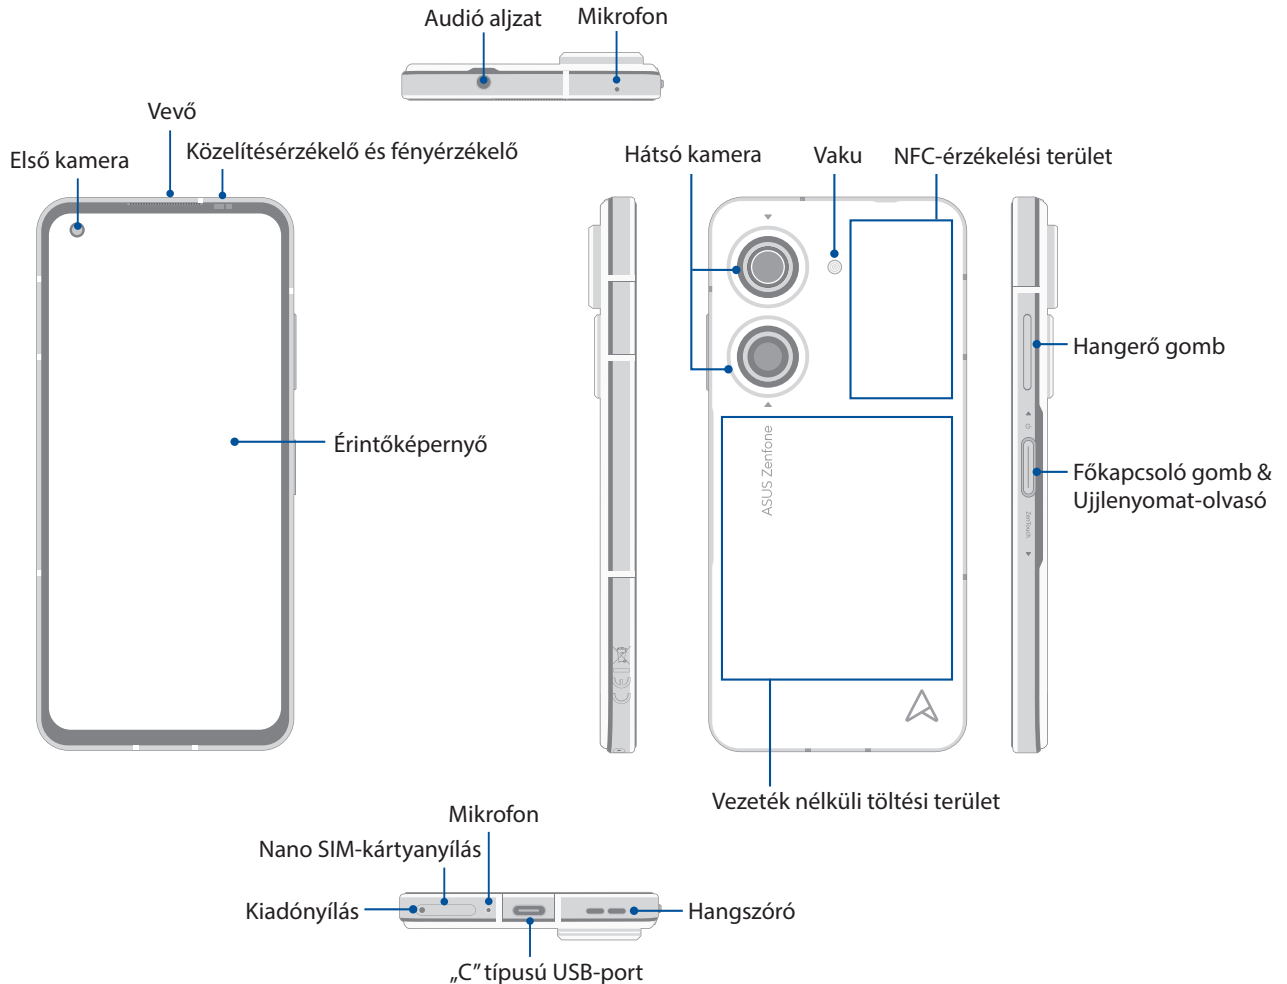 Audió aljzat
Mikrofon
Vevő
Első kamera
Közelítésérzékelő és fényérzékelő
Hátsó kamera
Vaku
NFC-érzékelési terület
Hangerő gomb
Érintőképernyő
ASUS Zenfone
Főkapcsoló gomb &
Ujjlenyomat-olvasó
ZenTouch
Vezeték nélküli töltési terület
Mikrofon
Nano SIM-kártyanyílás
Kiadónyílás
Hangszóró
„C” típusú USB-port